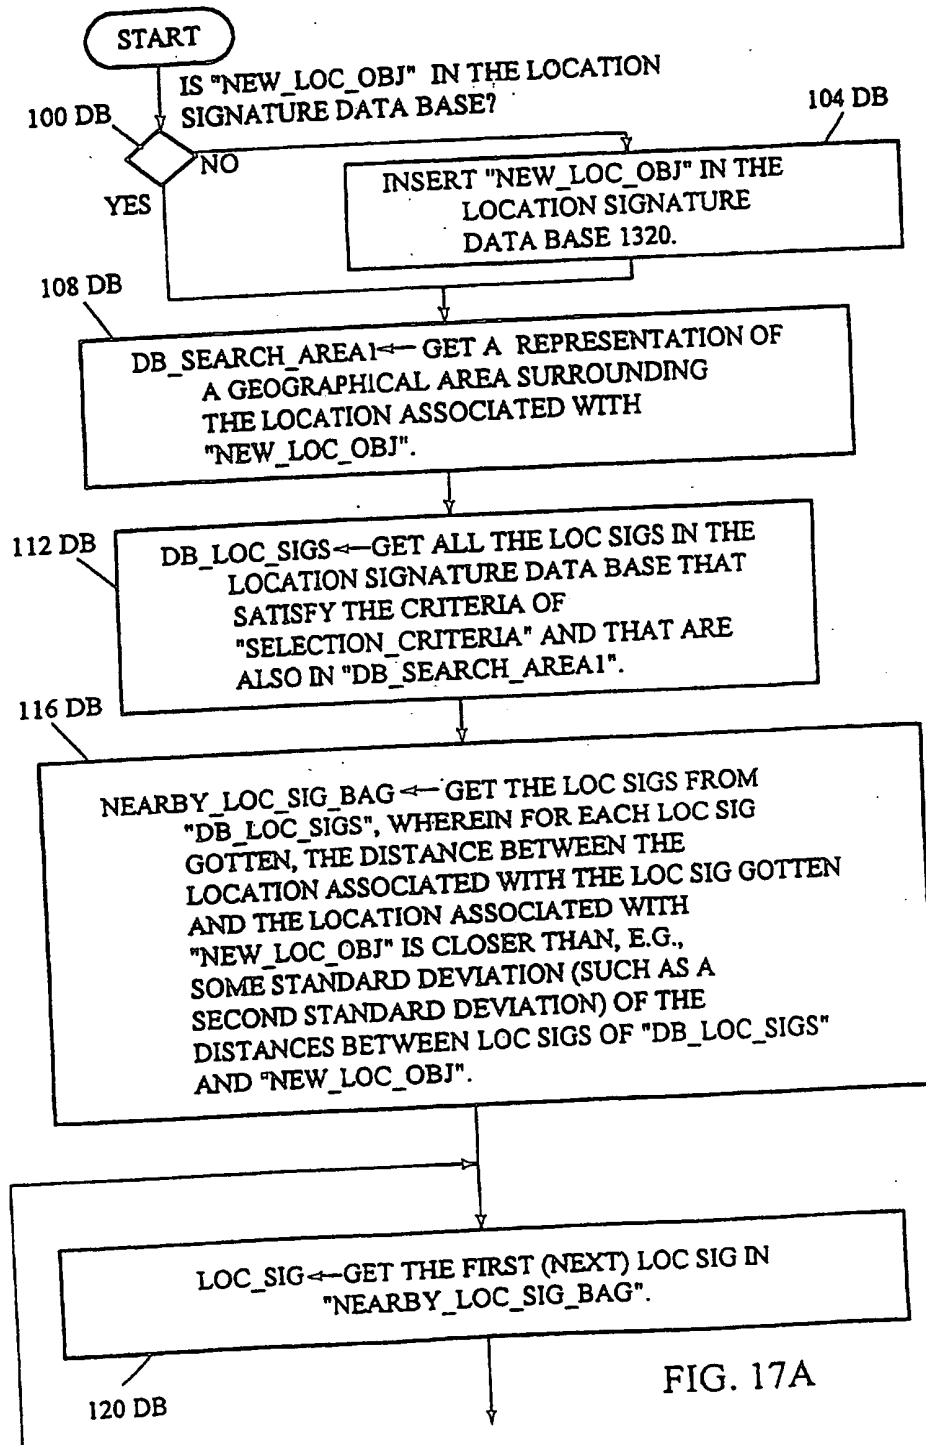 START
IS "NEW_LOC_OBJ" IN THE LOCATION
SIGNATURE DATA BASE?
100 DB
104 DB
NO
YES
INSERT "NEW_LOC_OBJ" IN THE
LOCATION SIGNATURE
DATA BASE 1320.
108 DB
DB_SEARCH_AREA1← GET A REPRESENTATION OF
A GEOGRAPHICAL AREA SURROUNDING
THE LOCATION ASSOCIATED WITH
"NEW_LOC_OBJ".
112 DB
DB_LOC_SIGS←GET ALL THE LOC SIGS IN THE
LOCATION SIGNATURE DATA BASE THAT
SATISFY THE CRITERIA OF
"SELECTION_CRITERIA" AND THAT ARE
ALSO IN "DB_SEARCH_AREA1".
116 DB
NEARBY_LOC_SIG_BAG← GET THE LOC SIGS FROM
"DB_LOC_SIGS", WHEREIN FOR EACH LOC SIG
GOTTEN, THE DISTANCE BETWEEN THE
LOCATION ASSOCIATED WITH THE LOC SIG GOTTEN
AND THE LOCATION ASSOCIATED WITH
"NEW_LOC_OBJ" IS CLOSER THAN, E.G.,
SOME STANDARD DEVIATION (SUCH AS A
SECOND STANDARD DEVIATION) OF THE
DISTANCES BETWEEN LOC SIGS OF "DB_LOC_SIGS"
AND "NEW_LOC_OBJ".
LOC_SIG←GET THE FIRST (NEXT) LOC SIG IN
"NEARBY_LOC_SIG_BAG".
120 DB
FIG. 17A